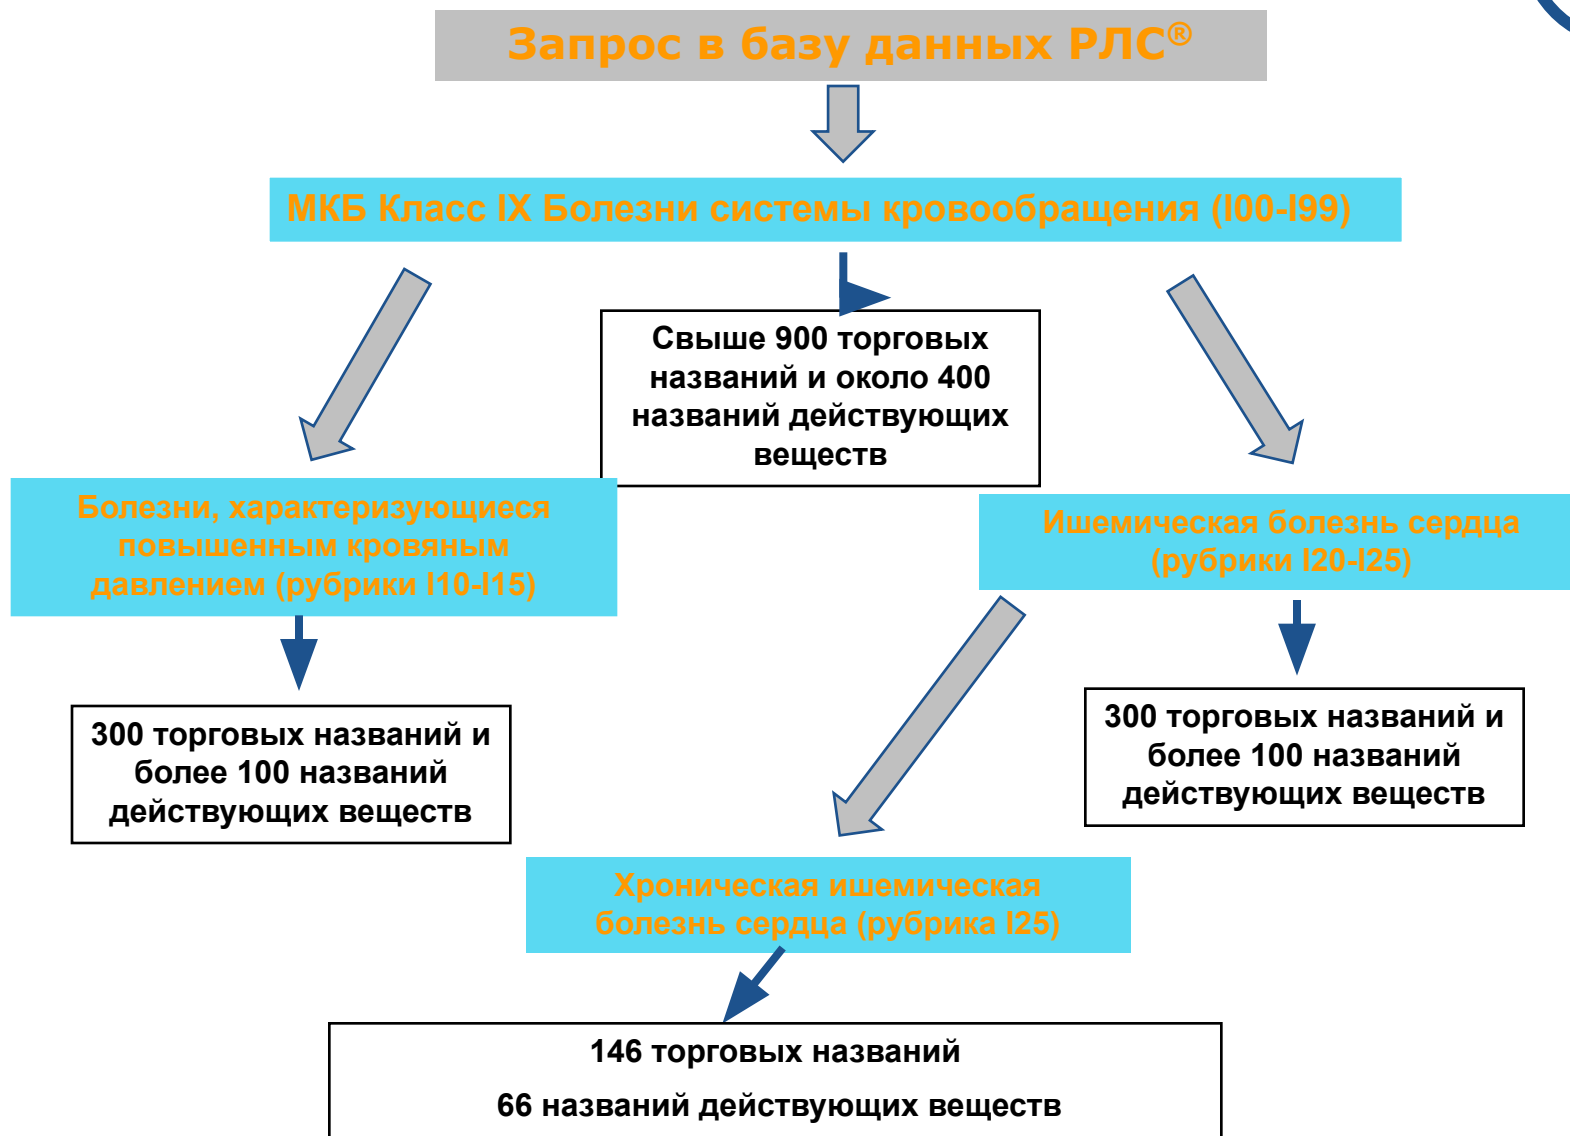 Запрос в базу данных РЛС®
МКБ Класс IX Болезни системы кровообращения (I00-I99)
Свыше 900 торговых
названий и около 400
названий действующих
веществ
Болезни, характеризующиеся
повышенным кровяным
давлением (рубрики I10-I15)
Ишемическая болезнь сердца
(рубрики I20-I25)
300 торговых названий и
более 100 названий
действующих веществ
300 торговых названий и
более 100 названий
действующих веществ
Хроническая ишемическая
болезнь сердца (рубрика I25)
146 торговых названий
66 названий действующих веществ